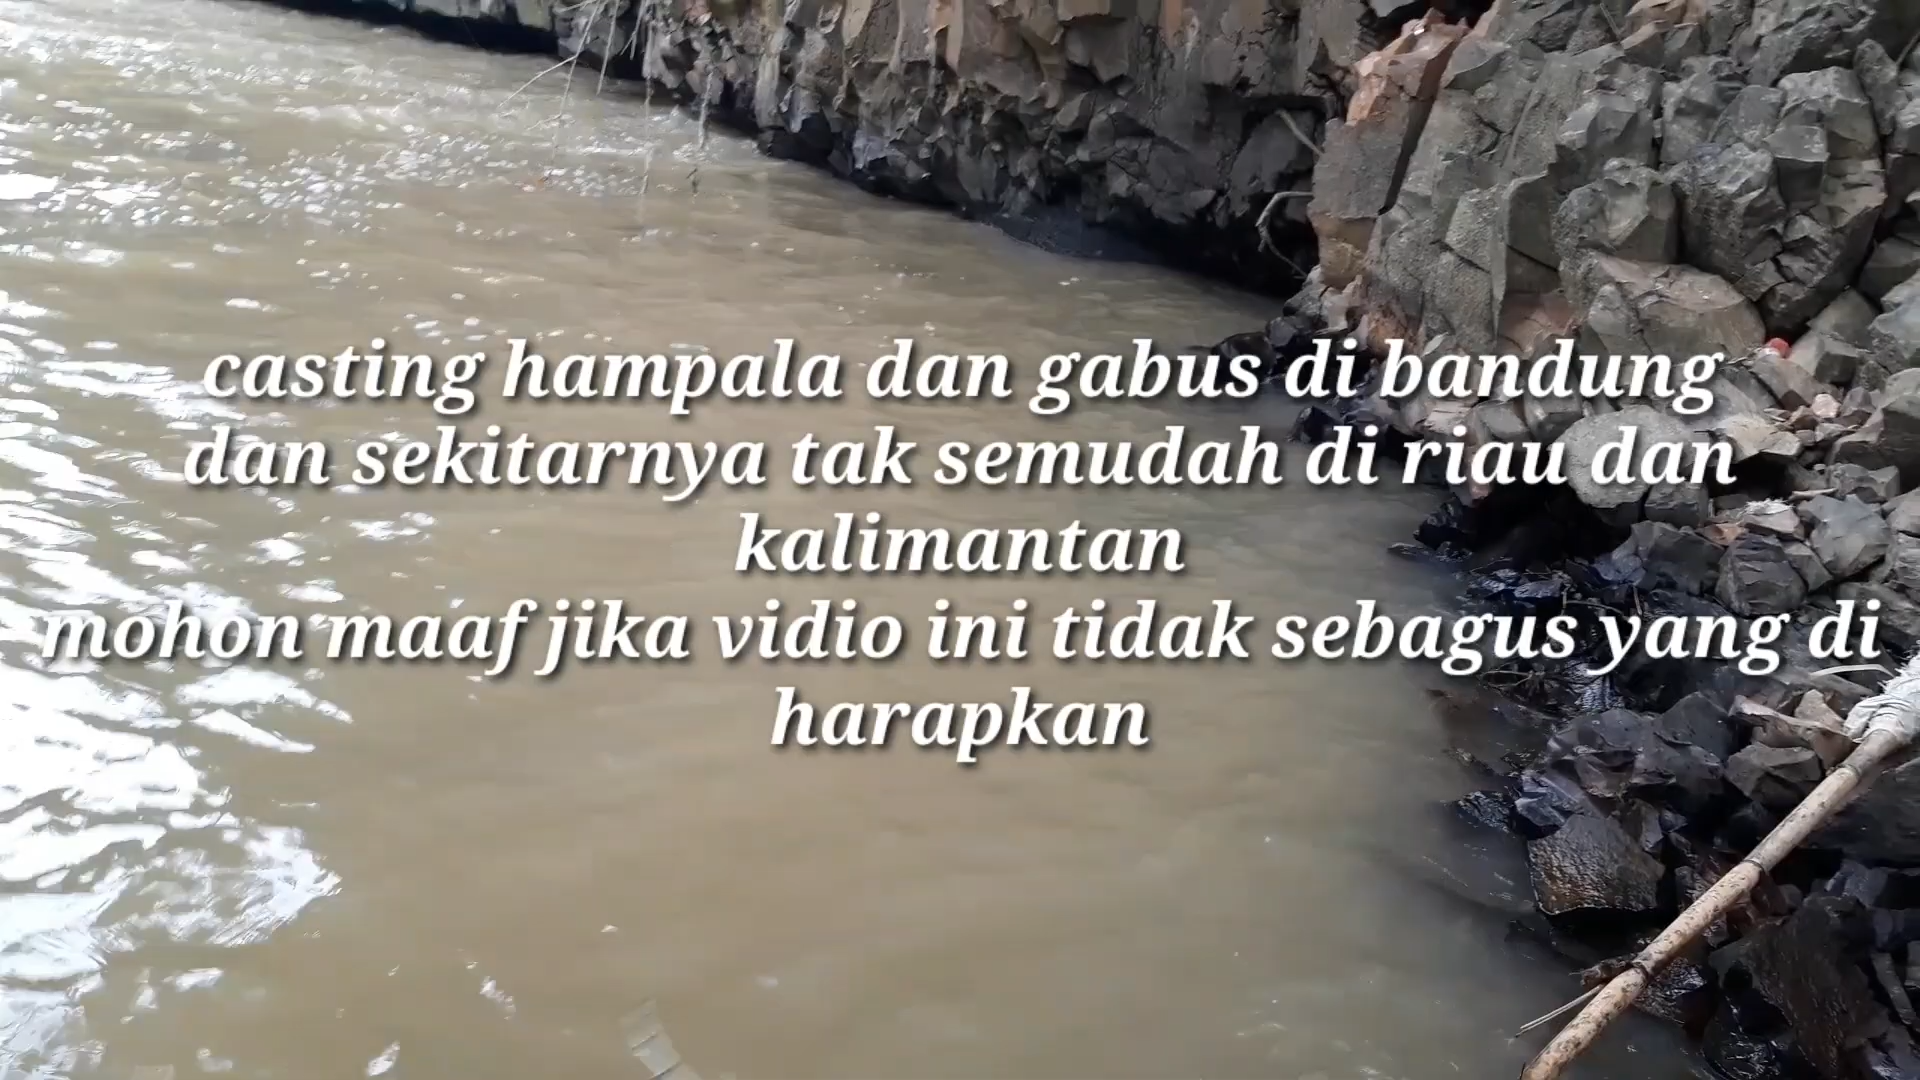 casting hampala dan gabus di bandung
dan sekitarnya tak semudah di riau dan
kalimantan
mohon maaf jika vidio ini tidak sebagus yang di
harapkan